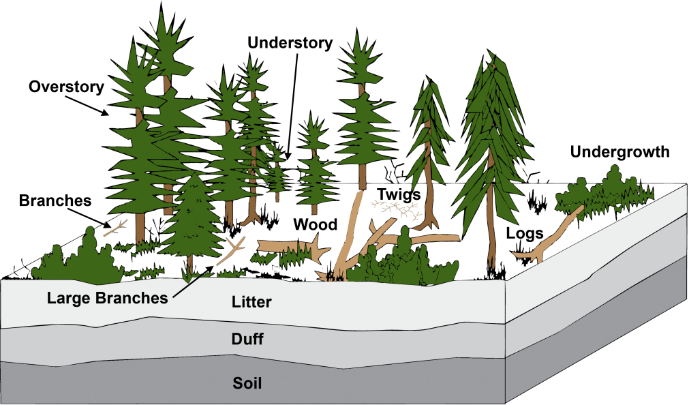 Understory
Overstory
Undergrowth
Branches
Twigs
Wood
Logs
Large Branches
Litter
Duff
Soil